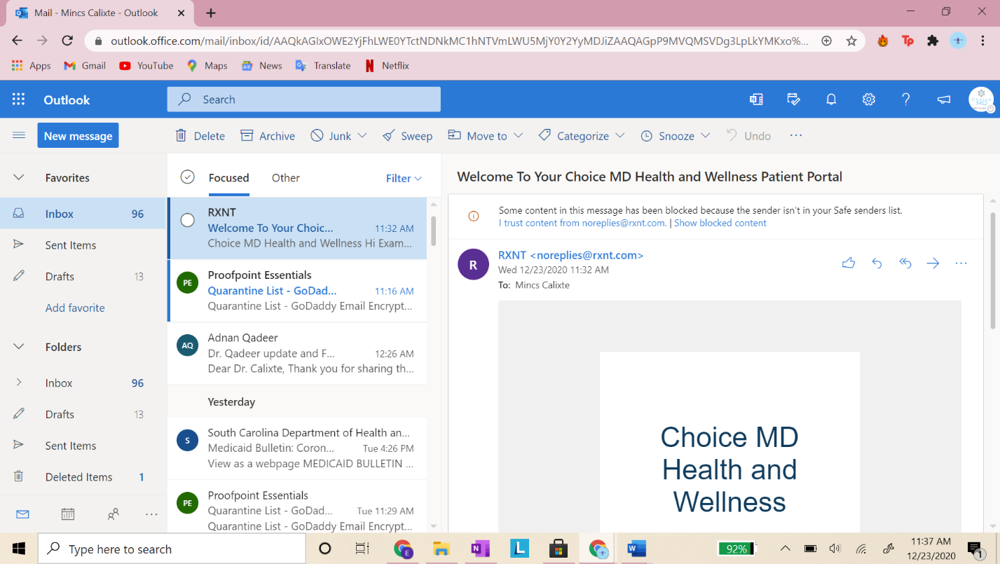 Mail - Mincs Calixte - Outlook
outlook.office.com/mail/inbox/id/AAQkAGIxOWE2YjFhLWE0YTctNDNkMC1hNTVmLWU5MjY0Y2YyMDJiZAAQAGpP9MVQMSVDg3LpLkYMKxo%...
Tp
Apps Gmail YouTube Maps News Translate Netflix
Outlook
Search
New message
Delete Archive Junk Sweep Move to Categorize Snooze Undo
Favorites
Inbox 96
Sent Items
Drafts 13
Add favorite
Folders
Inbox 96
Drafts 13
Sent Items
Deleted Items 1
Focused Other Filter
RXNT
Welcome To Your Choic... 11:32 AM
Choice MD Health and Wellness Hi Exam...
PE
Proofpoint Essentials
Quarantine List - GoDad... 11:16 AM
Quarantine List - GoDaddy Email Encrypt...
AQ
Adnan Qadeer
Dr. Qadeer update and F... 12:26 AM
Dear Dr. Calixte, Thank you for sharing th...
Yesterday
S
South Carolina Department of Health an...
Medicaid Bulletin: Coron... Tue 4:26 PM
View as a webpage MEDICAID BULLETIN ...
PE
Proofpoint Essentials
Quarantine List - GoDad... Tue 11:29 AM
Quarantine List - GoDaddy Email Encrypt...
Welcome To Your Choice MD Health and Wellness Patient Portal
Some content in this message has been blocked because the sender isn't in your Safe senders list.
I trust content from noreplies@rxnt.com. | Show blocked content
R
RXNT <noreplies@rxnt.com>
Wed 12/23/2020 11:32 AM
To: Mincs Calixte
Choice MD
Health and
Wellness
Type here to search
E
N
L
W
92%
11:37 AM
12/23/2020
1